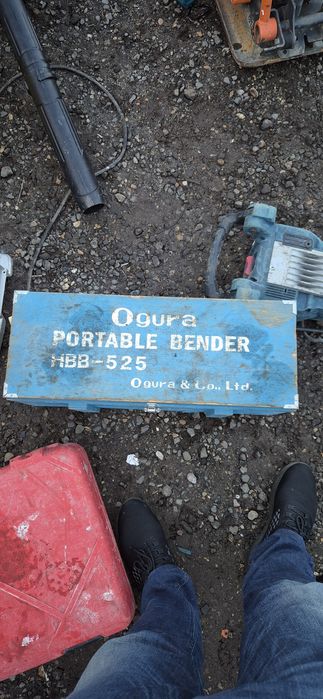 Ogura
PORTABLE BENDER
HBB-525
Ogura & Co., Ltd.